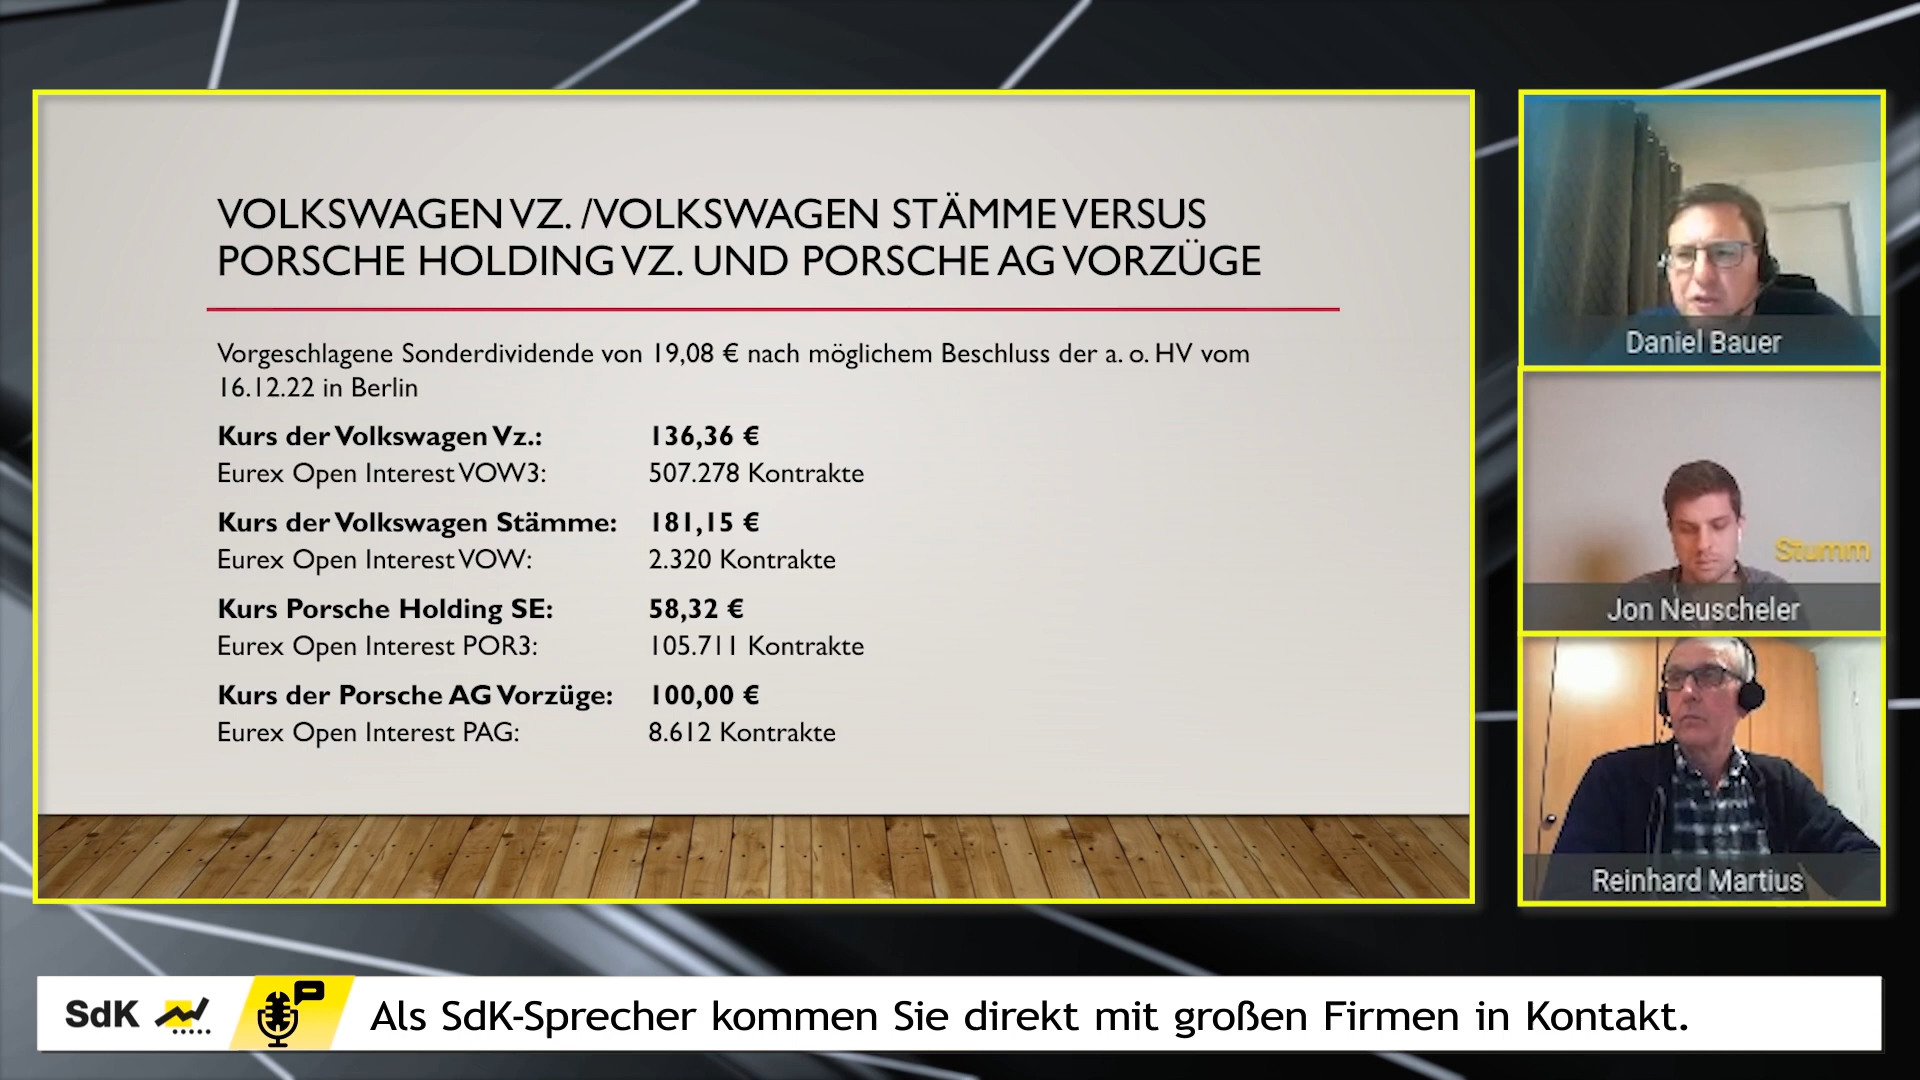 VOLKSWAGEN VZ. /VOLKSWAGEN STÄMME VERSUS
PORSCHE HOLDING VZ. UND PORSCHE AG VORZÜGE
Vorgeschlagene Sonderdividende von 19,08 € nach möglichem Beschluss der a. o. HV vom
16.12.22 in Berlin
Kurs der Volkswagen Vz.: 136,36 €
Eurex Open Interest VOW3: 507.278 Kontrakte
Kurs der Volkswagen Stämme: 181,15 €
Eurex Open Interest VOW: 2.320 Kontrakte
Kurs Porsche Holding SE: 58,32 €
Eurex Open Interest POR3: 105.711 Kontrakte
Kurs der Porsche AG Vorzüge: 100,00 €
Eurex Open Interest PAG: 8.612 Kontrakte
Daniel Bauer
Stumm
Jon Neuscheler
Reinhard Martius
SdK
Als SdK-Sprecher kommen Sie direkt mit großen Firmen in Kontakt.